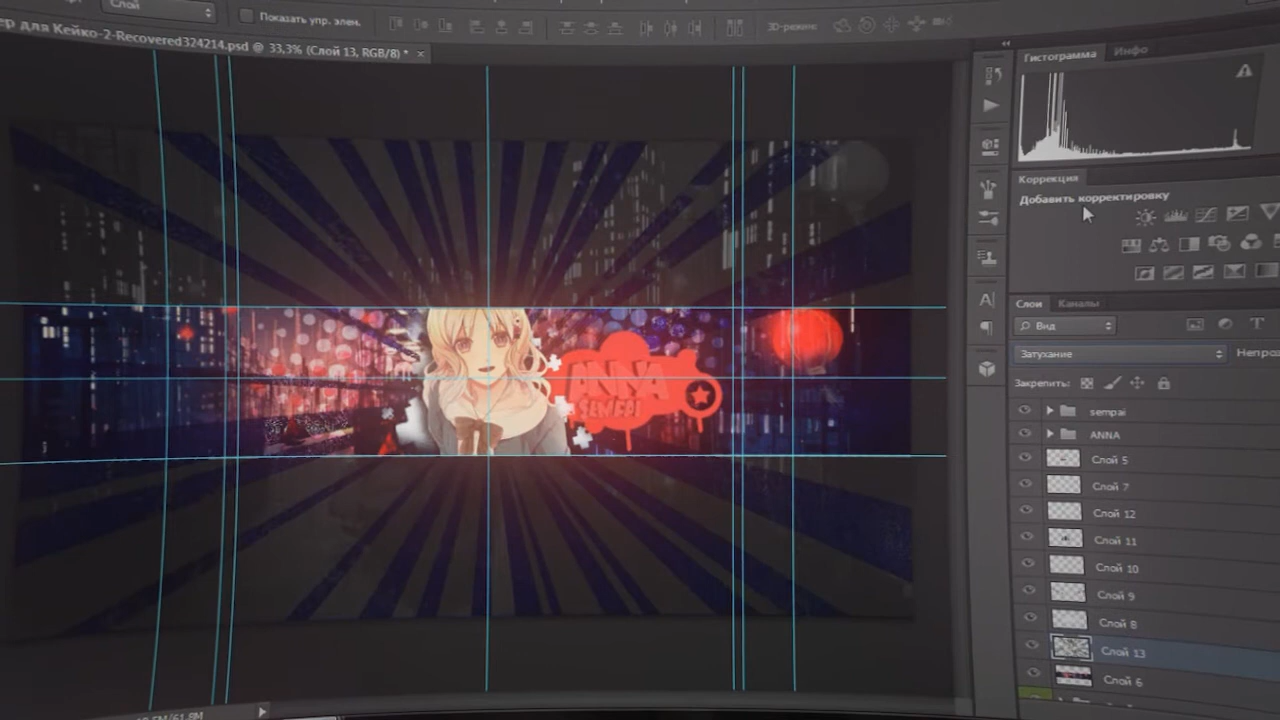 Слой
Показать упр. элем.
3D-режим:
ер для Кейко-2-Recovered324214.psd @ 33,3% (Слой 13, RGB/8) * ×
Гистограмма
Инфо
Коррекция
Добавить корректировку
Слои
Каналы
Вид
Затухание
Непро
Закрепить:
sempai
ANNA
Слой 5
Слой 7
Слой 12
Слой 11
Слой 10
Слой 9
Слой 8
Слой 13
Слой 6
ANNA
SEMPAI